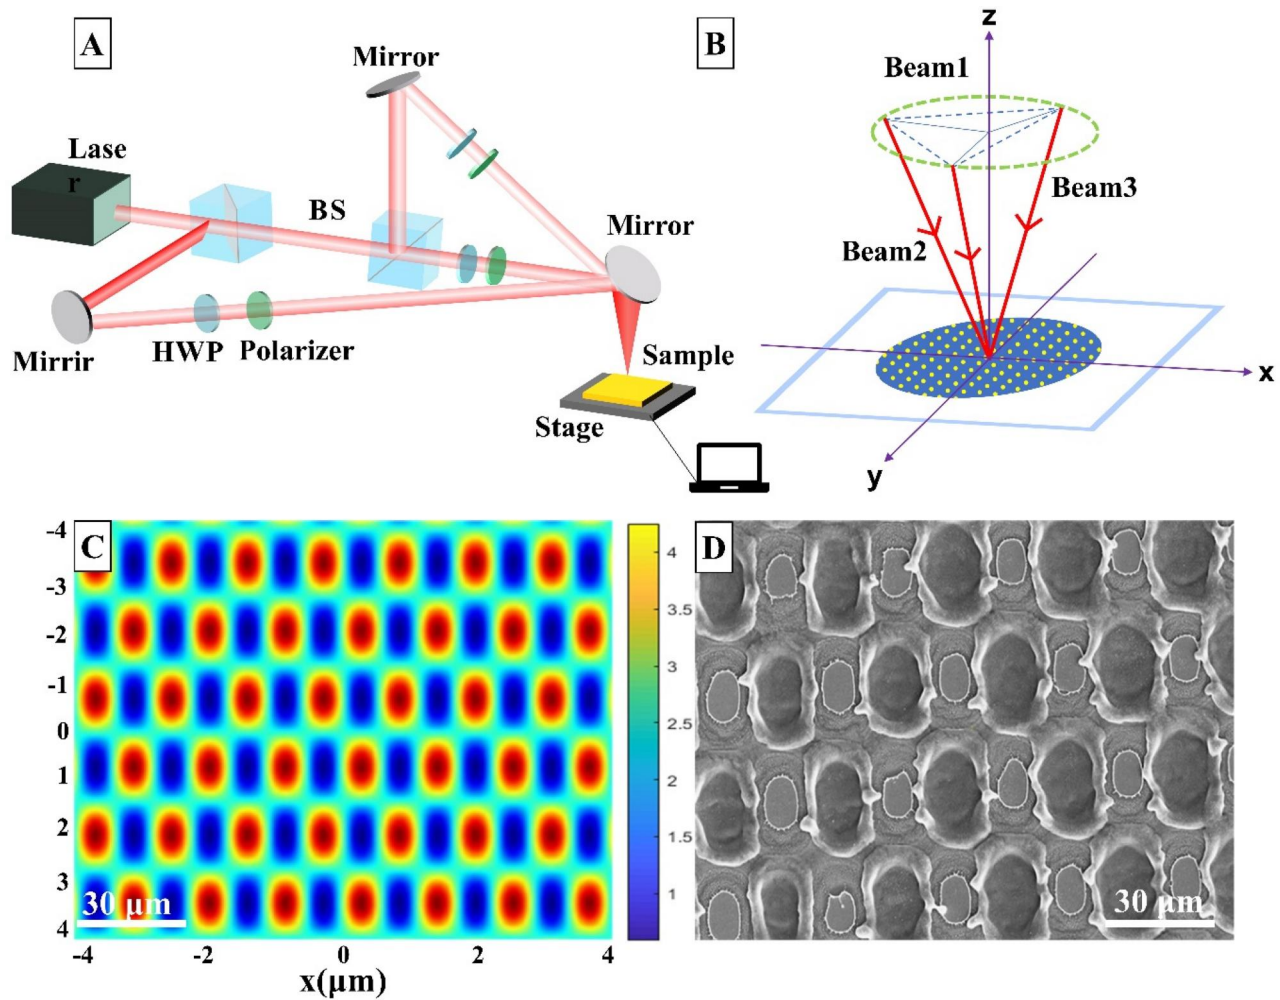 A
Mirror
Lase
r
BS
Mirror
Mirrir
HWP
Polarizer
Sample
Stage
B
z
Beam1
Beam3
Beam2
x
y
C
-4
-3
-2
-1
0
1
2
3
4
30 µm
-4
-2
0
2
4
x(µm)
4
3.5
3
2.5
2
1.5
1
D
30 µm